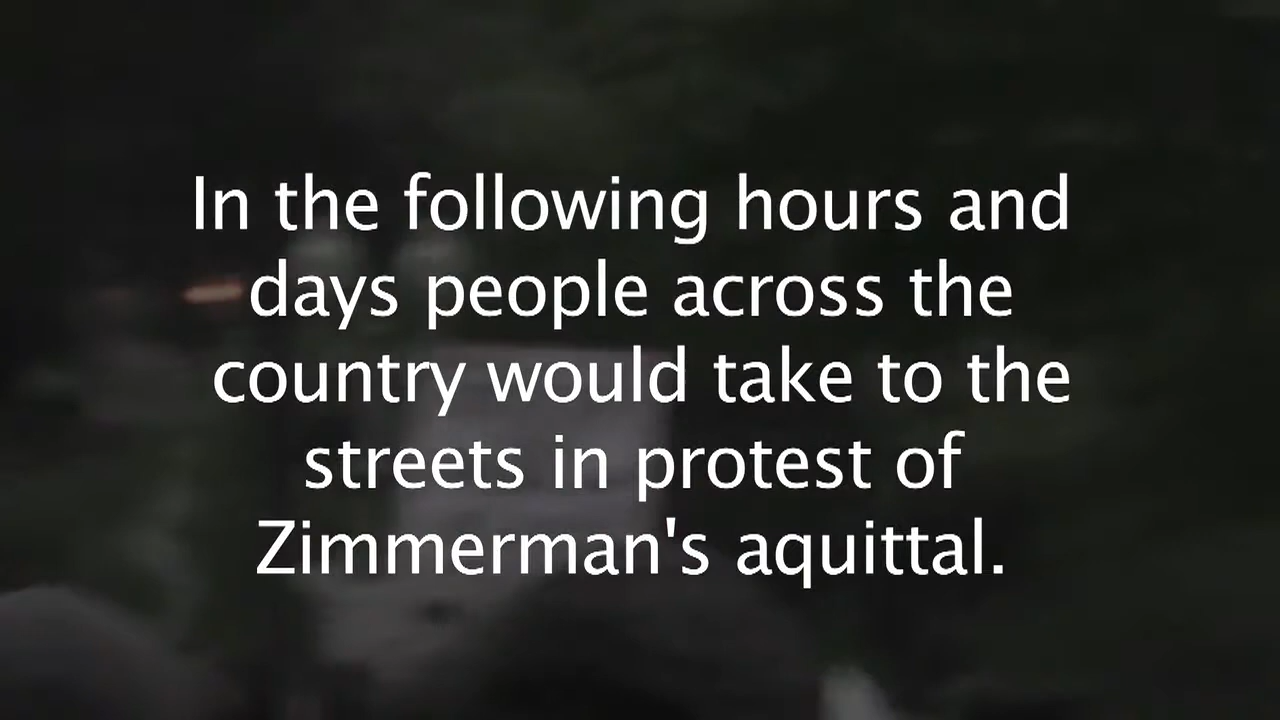 In the following hours and
days people across the
country would take to the
streets in protest of
Zimmerman's aquittal.